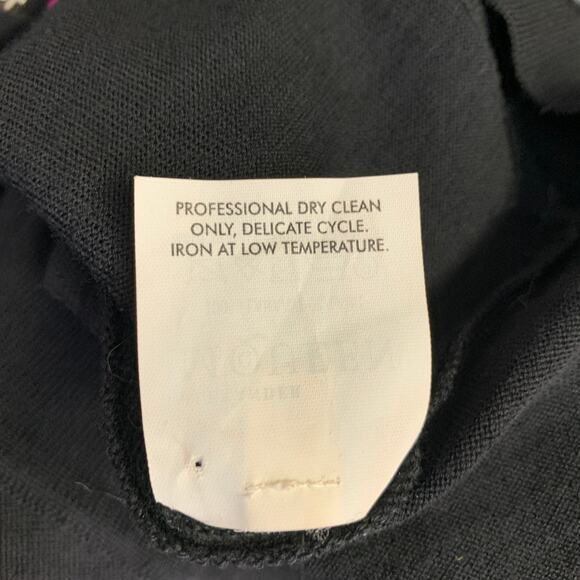 PROFESSIONAL DRY CLEAN
ONLY, DELICATE CYCLE.
IRON AT LOW TEMPERATURE.